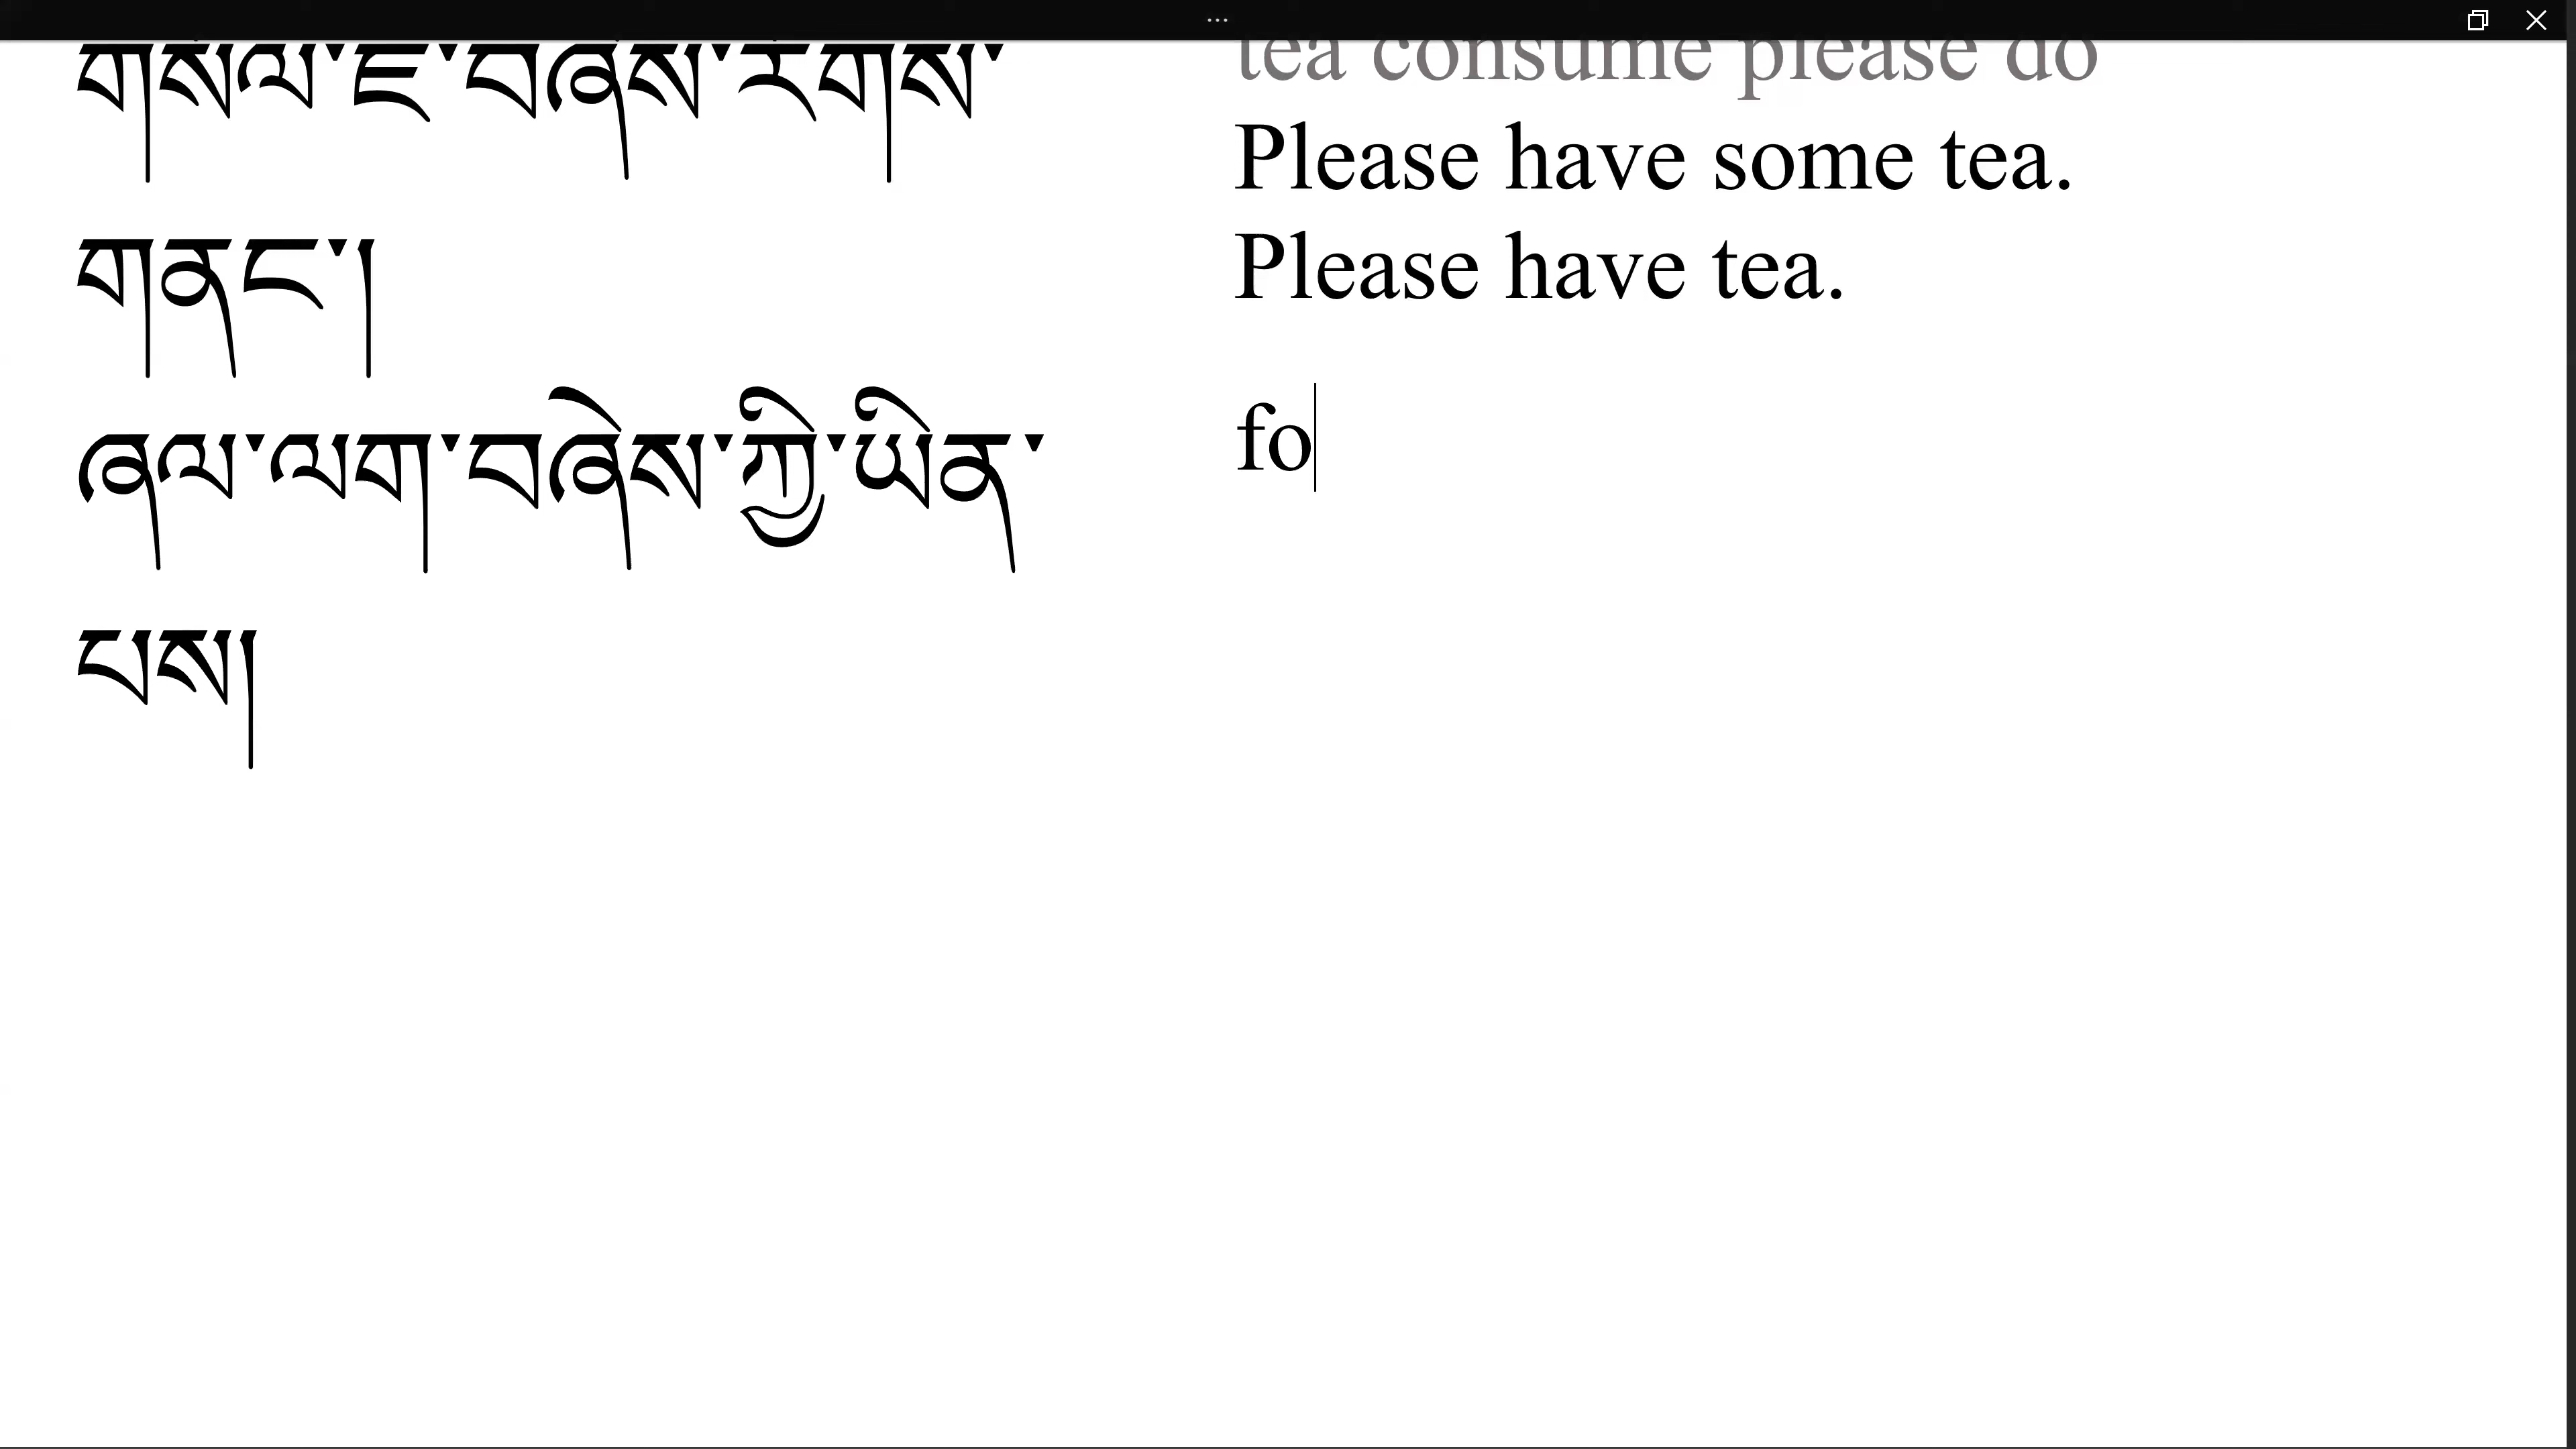 གསོལ་ཇ་བཞེས་རོགས་
གནང་།
tea consume please do
Please have some tea.
Please have tea.
ཞལ་ལག་བཞེས་ཀྱི་ཡིན་
པས།
fo